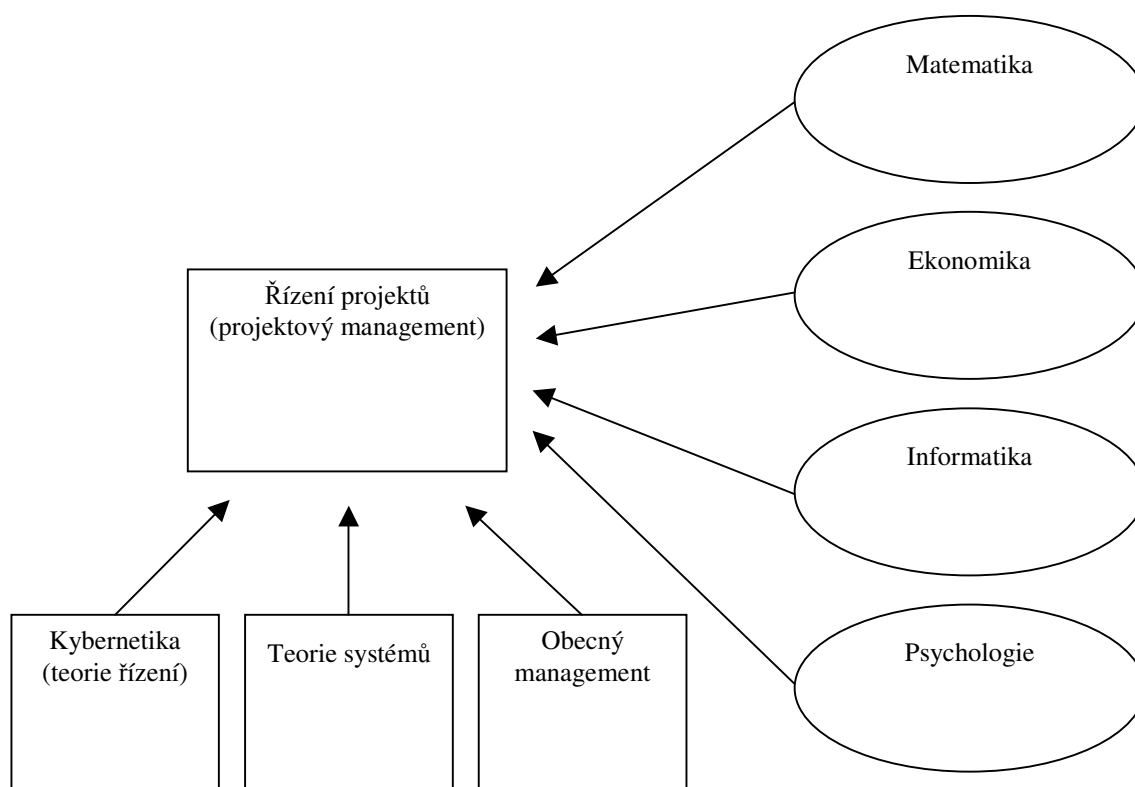 Matematika
Ekonomika
Řízení projektů
(projektový management)
Informatika
Kybernetika
(teorie řízení)
Teorie systémů
Obecný
management
Psychologie